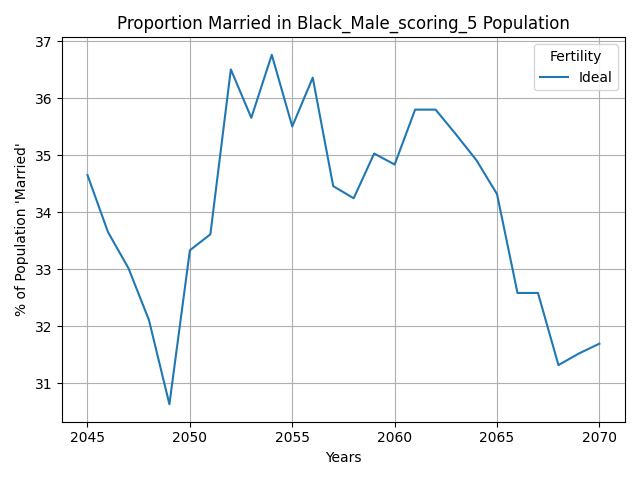 Proportion Married in Black_Male_scoring_5 Population
% of Population 'Married'
37
36
35
34
33
32
31
Fertility
Ideal
2045 2050 2055 2060 2065 2070
Years